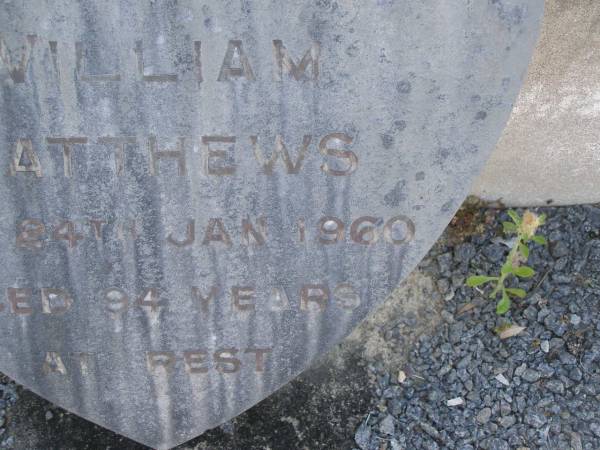 WILLIAM
ATTHEWS
24TH JAN 1960
ED 94 YEARS
AT REST